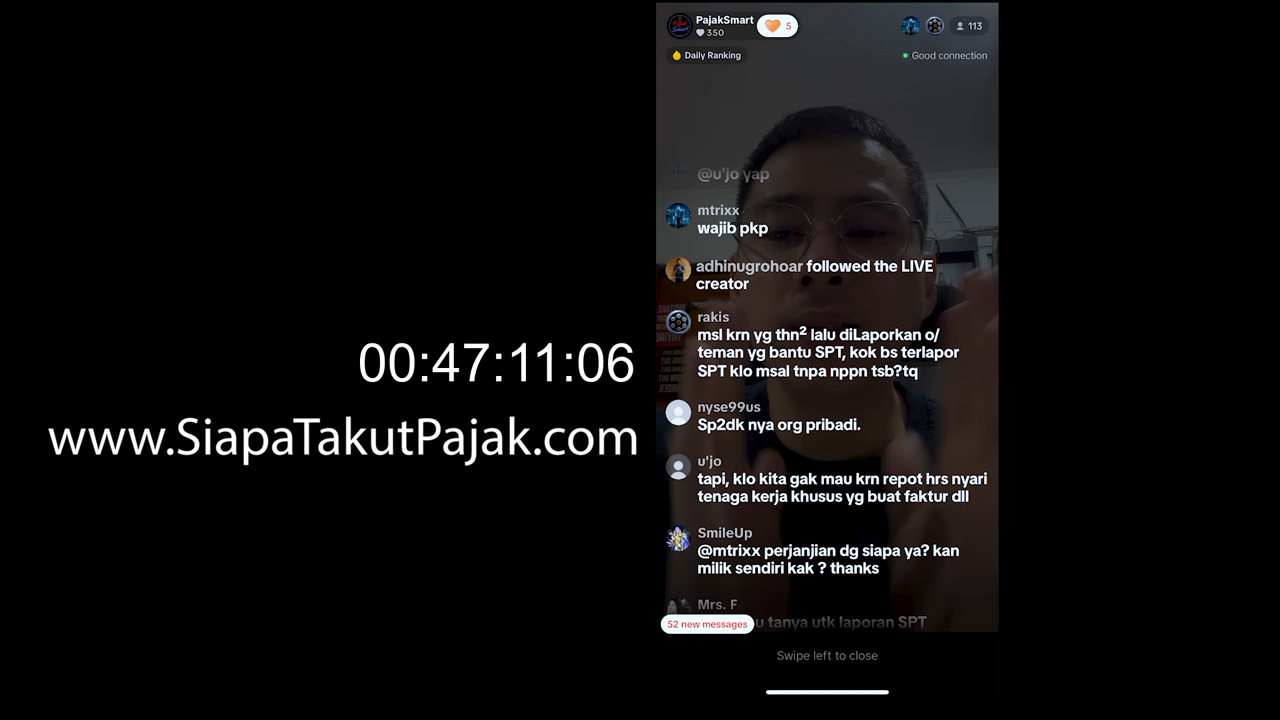 PajakSmart
350
5
113
Daily Ranking
Good connection
@u'jo yap
mtrixx
wajib pkp
adhinugrohoar followed the LIVE
creator
rakis
msl krn yg thn² lalu diLaporkan o/
teman yg bantu SPT, kok bs terlapor
SPT klo msal tnpa nppn tsb?tq
nyse99us
Sp2dk nya org pribadi.
u'jo
tapi, klo kita gak mau krn repot hrs nyari
tenaga kerja khusus yg buat faktur dll
SmileUp
@mtrixx perjanjian dg siapa ya? kan
milik sendiri kak ? thanks
Mrs. F
u tanya utk laporan SPT
52 new messages
Swipe left to close
00:47:11:06
www.SiapaTakutPajak.com